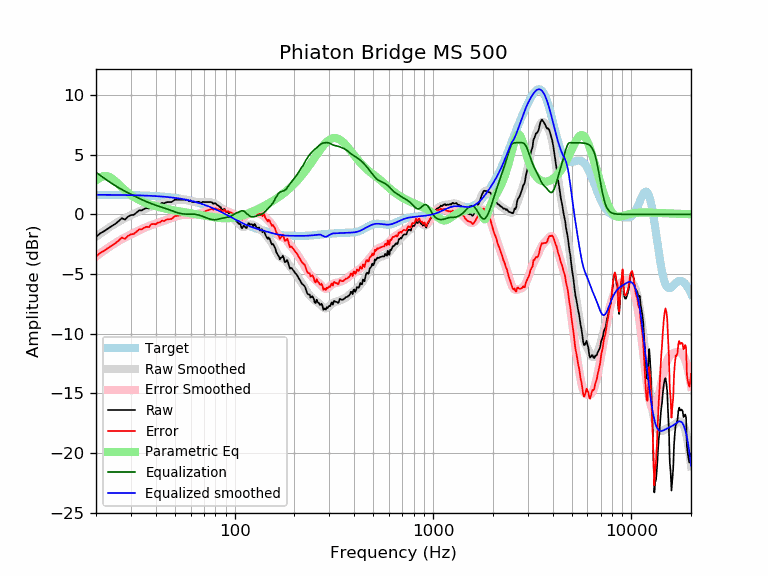 Phiaton Bridge MS 500
Amplitude (dBr)
10
5
0
−5
−10
−15
−20
−25
Target
Raw Smoothed
Error Smoothed
Raw
Error
Parametric Eq
Equalization
Equalized smoothed
100
1000
10000
Frequency (Hz)